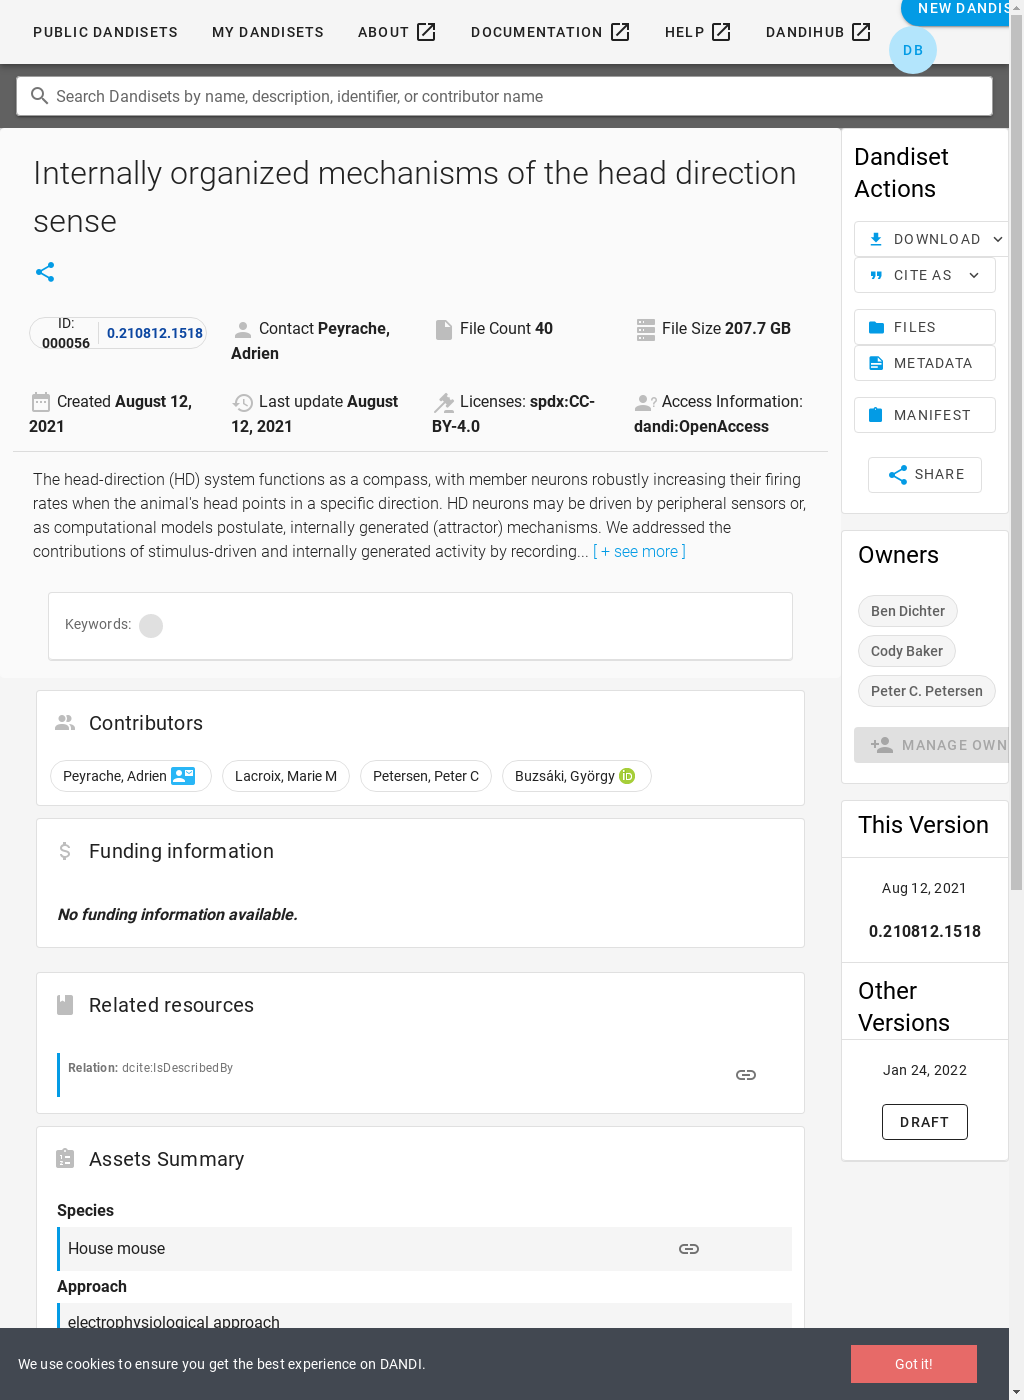 PUBLIC DANDISETS MY DANDISETS ABOUT DOCUMENTATION HELP DANDIHUB NEW DANDIS
DB
Search Dandisets by name, description, identifier, or contributor name
Internally organized mechanisms of the head direction
sense
ID:
000056
0.210812.1518
Contact Peyrache,
Adrien
File Count 40
File Size 207.7 GB
Created August 12,
2021
Last update August
12, 2021
Licenses: spdx:CC-
BY-4.0
Access Information:
dandi:OpenAccess
The head-direction (HD) system functions as a compass, with member neurons robustly increasing their firing
rates when the animal's head points in a specific direction. HD neurons may be driven by peripheral sensors or,
as computational models postulate, internally generated (attractor) mechanisms. We addressed the
contributions of stimulus-driven and internally generated activity by recording... [ + see more ]
Keywords:
Contributors
Peyrache, Adrien
Lacroix, Marie M
Petersen, Peter C
Buzsáki, György iD
Funding information
No funding information available.
Related resources
Relation: dcite:IsDescribedBy
Assets Summary
Species
House mouse
Approach
electrophysiological approach
Dandiset
Actions
DOWNLOAD
CITE AS
FILES
METADATA
MANIFEST
SHARE
Owners
Ben Dichter
Cody Baker
Peter C. Petersen
MANAGE OWN
This Version
Aug 12, 2021
0.210812.1518
Other
Versions
Jan 24, 2022
DRAFT
We use cookies to ensure you get the best experience on DANDI.
Got it!